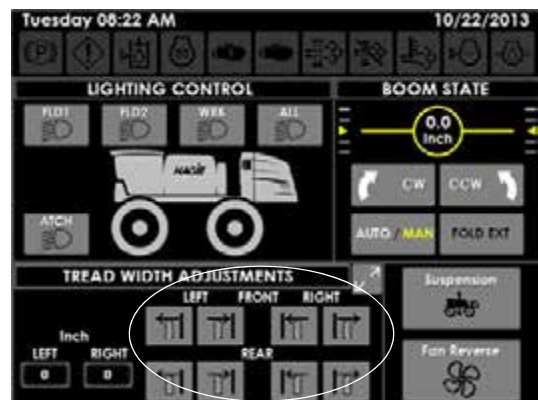 Tuesday 08:22 AM 10/22/2013
(P)
LIGHTING CONTROL BOOM STATE
FLD1 FLD2 WRK ALL
0.0
Inch
HAGIE
CW CCW
ATCH
AUTO / MAN FOLD EXT
TREAD WIDTH ADJUSTMENTS
Suspension
LEFT FRONT RIGHT
Inch
LEFT RIGHT REAR
Fan Reverse
0 0